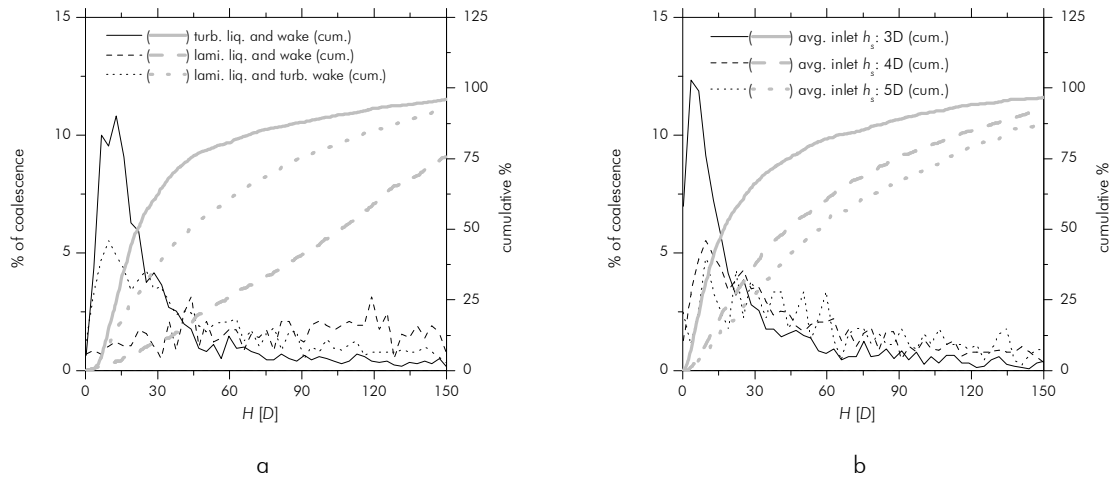 15
10
5
0
% of coalescence
125
100
75
50
25
0
cumulative %
( ) turb. liq. and wake (cum.)
( ) lami. liq. and wake (cum.)
( ) lami. liq. and turb. wake (cum.)
0 30 60 90 120 150
H [D]
a
15
10
5
0
% of coalescence
125
100
75
50
25
0
cumulative %
( ) avg. inlet hs: 3D (cum.)
( ) avg. inlet hs: 4D (cum.)
( ) avg. inlet hs: 5D (cum.)
0 30 60 90 120 150
H [D]
b